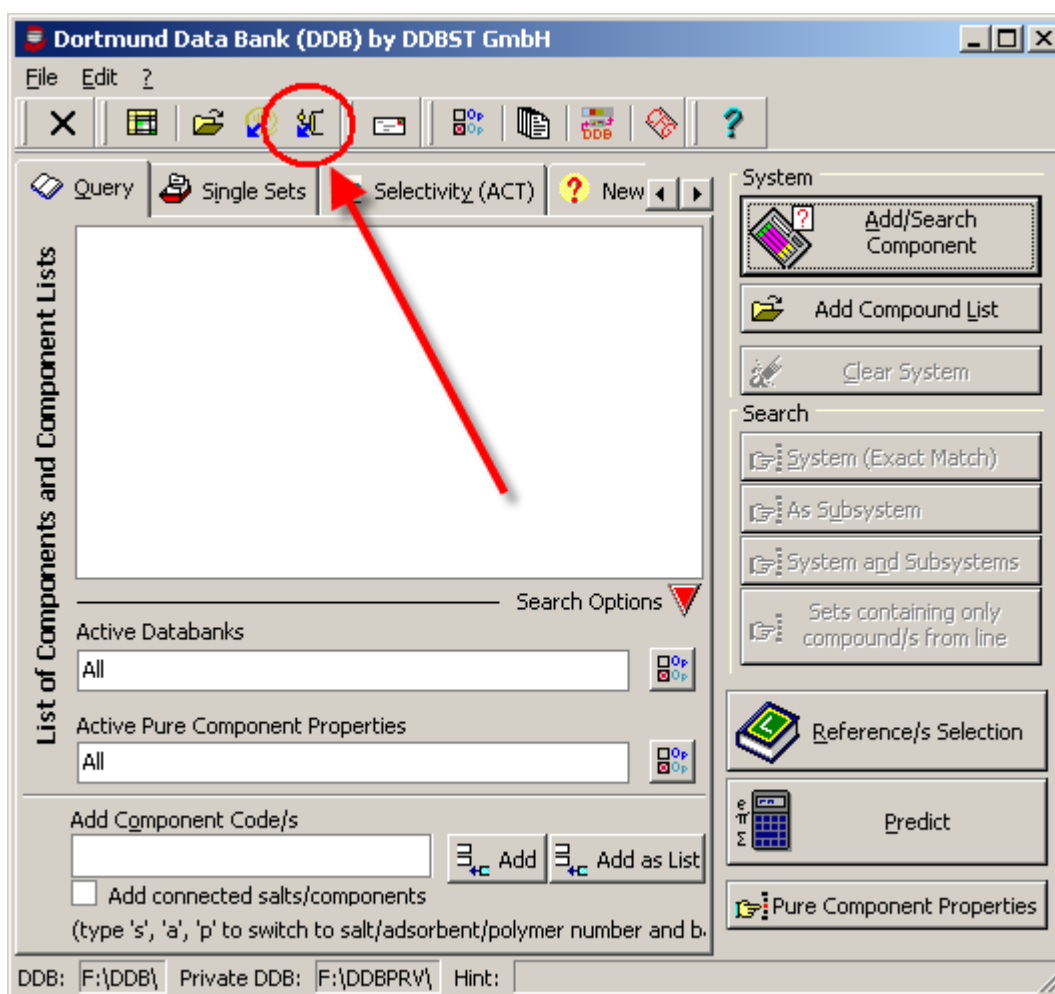 Dortmund Data Bank (DDB) by DDBST GmbH
File Edit ?
DDB
?
Query Single Sets Selectivity (ACT) ? New
List of Components and Component Lists
Search Options
Active Databanks
All
Active Pure Component Properties
All
Add Component Code/s
Add Add as List
Add connected salts/components
(type 's', 'a', 'p' to switch to salt/adsorbent/polymer number and b
System
Add/Search
Component
Add Compound List
Clear System
Search
System (Exact Match)
As Subsystem
System and Subsystems
Sets containing only
compound/s from line
Reference/s Selection
Predict
Pure Component Properties
DDB: F:\DDB\ Private DDB: F:\DDBPRV\ Hint: